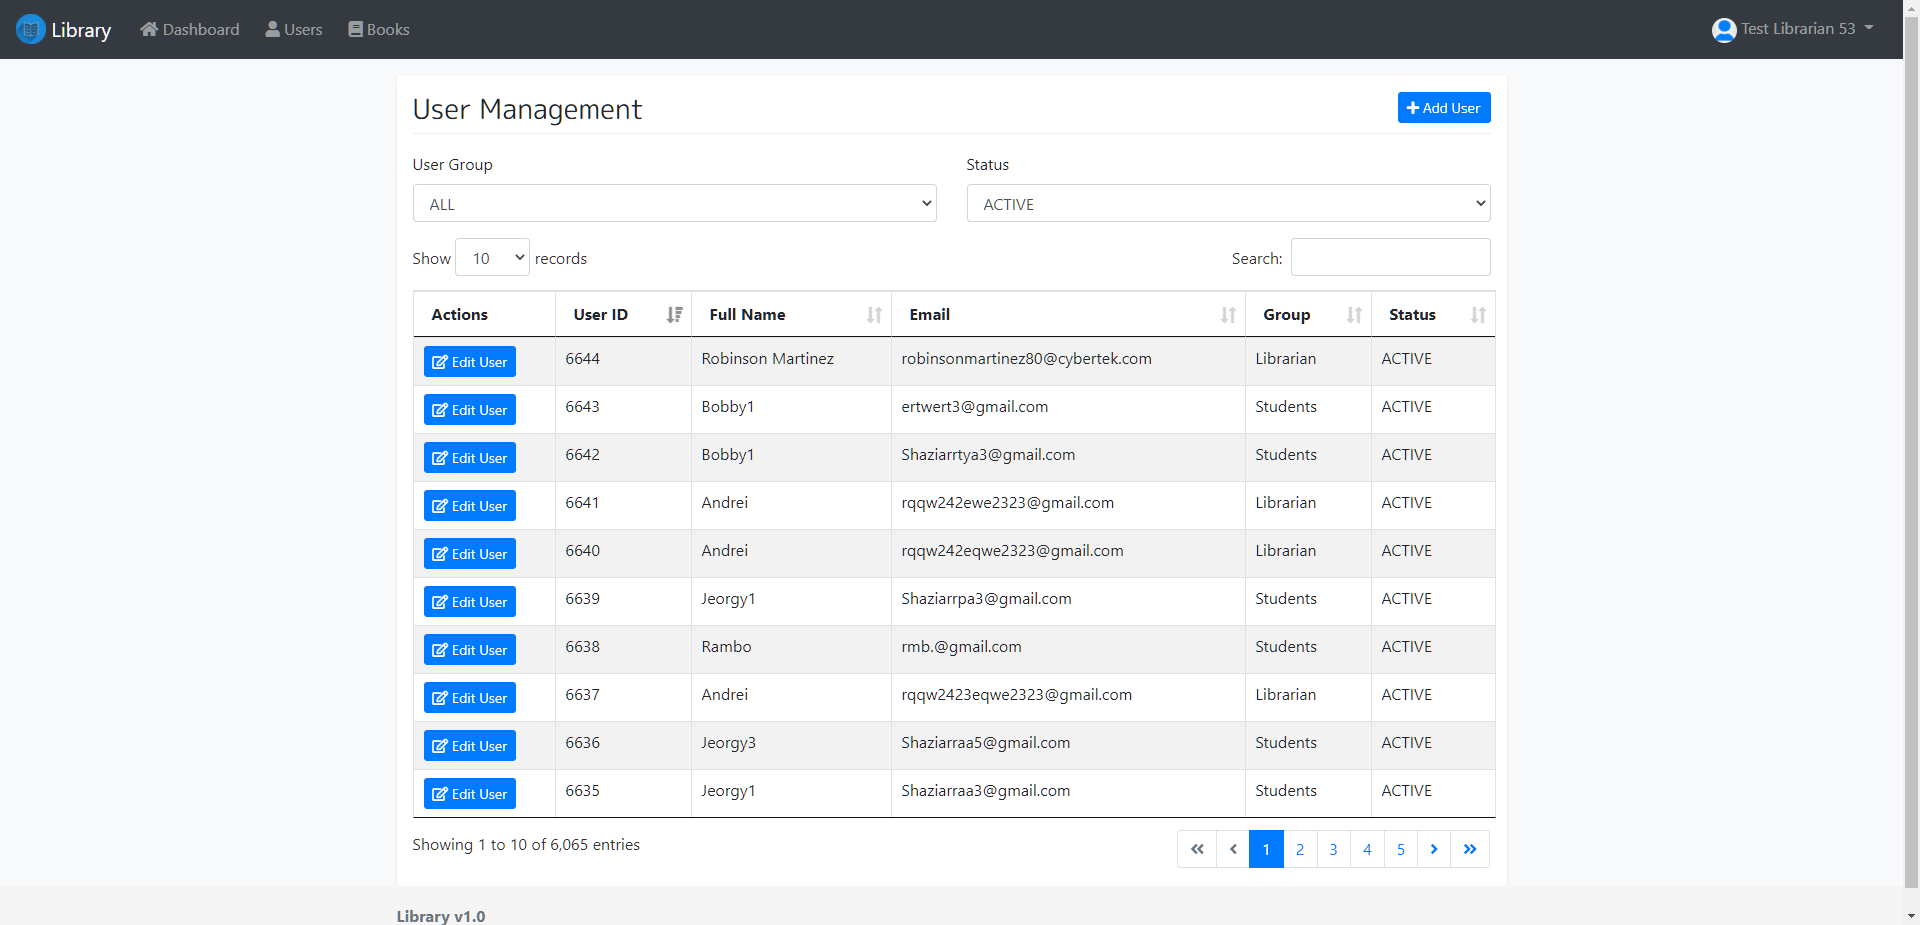 Library Dashboard Users Books Test Librarian 53
User Management Add User
User Group Status
ALL ACTIVE
Show 10 records Search:
Actions User ID Full Name Email Group Status
Edit User 6644 Robinson Martinez robinsonmartinez80@cybertek.com Librarian ACTIVE
Edit User 6643 Bobby1 ertwert3@gmail.com Students ACTIVE
Edit User 6642 Bobby1 Shaziarrtya3@gmail.com Students ACTIVE
Edit User 6641 Andrei rqqw242ewe2323@gmail.com Librarian ACTIVE
Edit User 6640 Andrei rqqw242eqwe2323@gmail.com Librarian ACTIVE
Edit User 6639 Jeorgy1 Shaziarrpa3@gmail.com Students ACTIVE
Edit User 6638 Rambo rmb.@gmail.com Students ACTIVE
Edit User 6637 Andrei rqqw2423eqwe2323@gmail.com Librarian ACTIVE
Edit User 6636 Jeorgy3 Shaziarraa5@gmail.com Students ACTIVE
Edit User 6635 Jeorgy1 Shaziarraa3@gmail.com Students ACTIVE
Showing 1 to 10 of 6,065 entries « ‹ 1 2 3 4 5 › »
Library v1.0